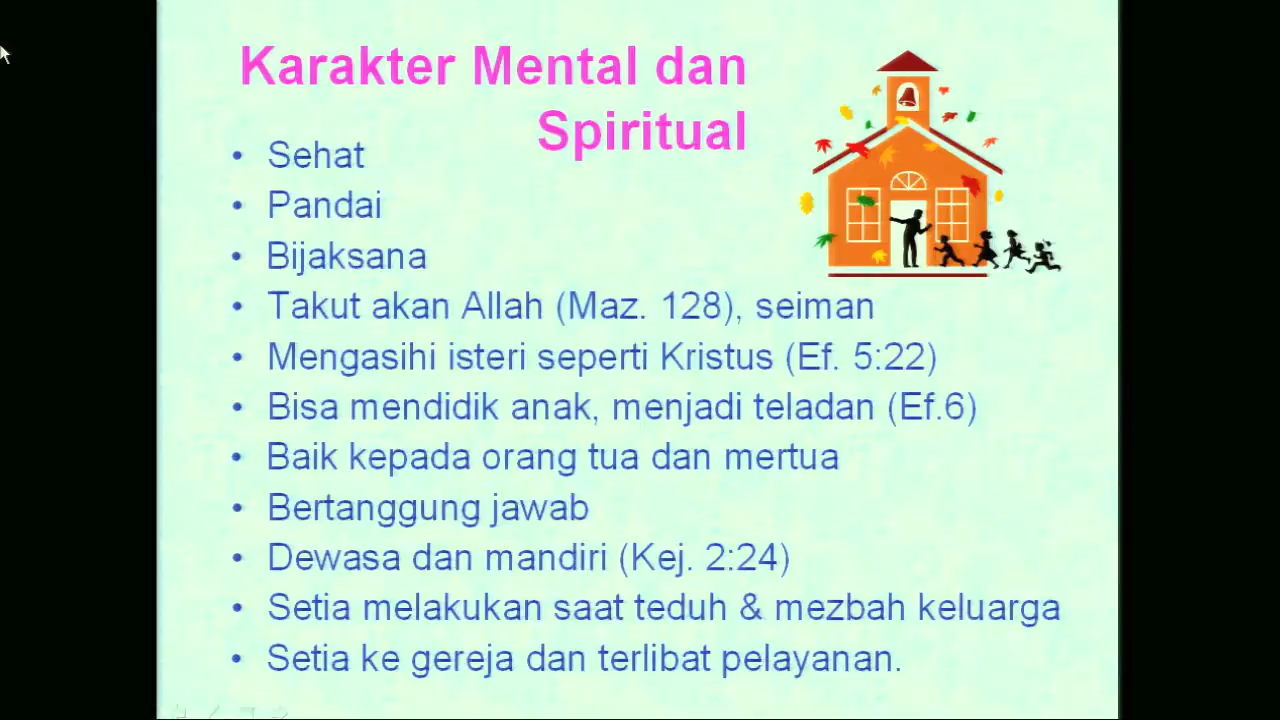 Karakter Mental dan
Spiritual
• Sehat
• Pandai
• Bijaksana
• Takut akan Allah (Maz. 128), seiman
• Mengasihi isteri seperti Kristus (Ef. 5:22)
• Bisa mendidik anak, menjadi teladan (Ef.6)
• Baik kepada orang tua dan mertua
• Bertanggung jawab
• Dewasa dan mandiri (Kej. 2:24)
• Setia melakukan saat teduh & mezbah keluarga
• Setia ke gereja dan terlibat pelayanan.